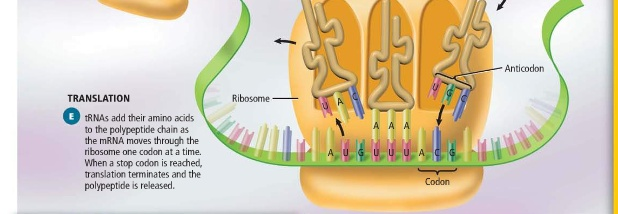 Anticodon
U A C
U G C
TRANSLATION
Ribosome
E
tRNAs add their amino acids
to the polypeptide chain as
the mRNA moves through the
ribosome one codon at a time.
When a stop codon is reached,
translation terminates and the
polypeptide is released.
A A A
A U G U U U A C G
Codon